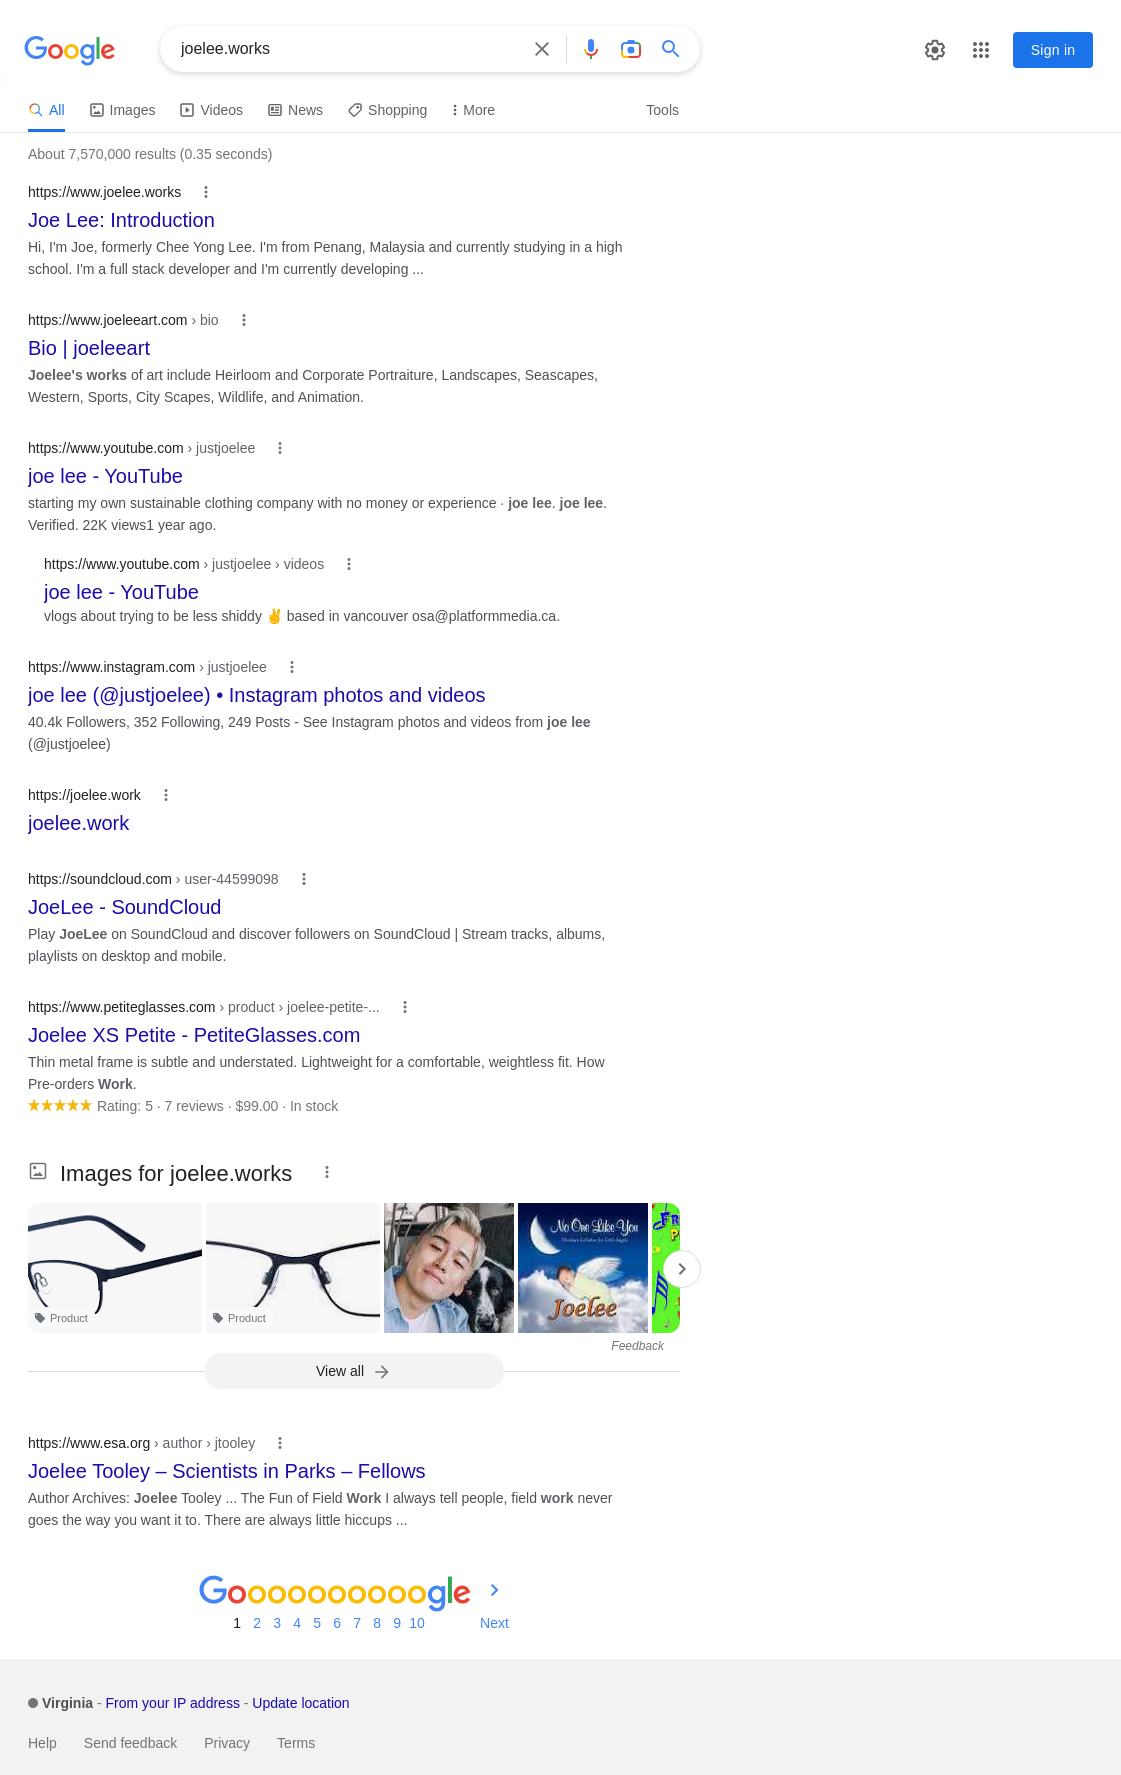 Google
joelee.works
Sign in
All
Images
Videos
News
Shopping
More
Tools
About 7,570,000 results (0.35 seconds)
https://www.joelee.works
Joe Lee: Introduction
Hi, I'm Joe, formerly Chee Yong Lee. I'm from Penang, Malaysia and currently studying in a high
school. I'm a full stack developer and I'm currently developing ...
https://www.joeleeart.com › bio
Bio | joeleeart
Joelee's works of art include Heirloom and Corporate Portraiture, Landscapes, Seascapes,
Western, Sports, City Scapes, Wildlife, and Animation.
https://www.youtube.com › justjoelee
joe lee - YouTube
starting my own sustainable clothing company with no money or experience · joe lee. joe lee.
Verified. 22K views1 year ago.
https://www.youtube.com › justjoelee › videos
joe lee - YouTube
vlogs about trying to be less shiddy ✌ based in vancouver osa@platformmedia.ca.
https://www.instagram.com › justjoelee
joe lee (@justjoelee) • Instagram photos and videos
40.4k Followers, 352 Following, 249 Posts - See Instagram photos and videos from joe lee
(@justjoelee)
https://joelee.work
joelee.work
https://soundcloud.com › user-44599098
JoeLee - SoundCloud
Play JoeLee on SoundCloud and discover followers on SoundCloud | Stream tracks, albums,
playlists on desktop and mobile.
https://www.petiteglasses.com › product › joelee-petite-...
Joelee XS Petite - PetiteGlasses.com
Thin metal frame is subtle and understated. Lightweight for a comfortable, weightless fit. How
Pre-orders Work.
Rating: 5 · 7 reviews · $99.00 · In stock
Images for joelee.works
Product
Product
No One Like You
Joelee
Feedback
View all
https://www.esa.org › author › jtooley
Joelee Tooley – Scientists in Parks – Fellows
Author Archives: Joelee Tooley ... The Fun of Field Work I always tell people, field work never
goes the way you want it to. There are always little hiccups ...
Goooooooooogle
1 2 3 4 5 6 7 8 9 10 Next
Virginia - From your IP address - Update location
Help
Send feedback
Privacy
Terms